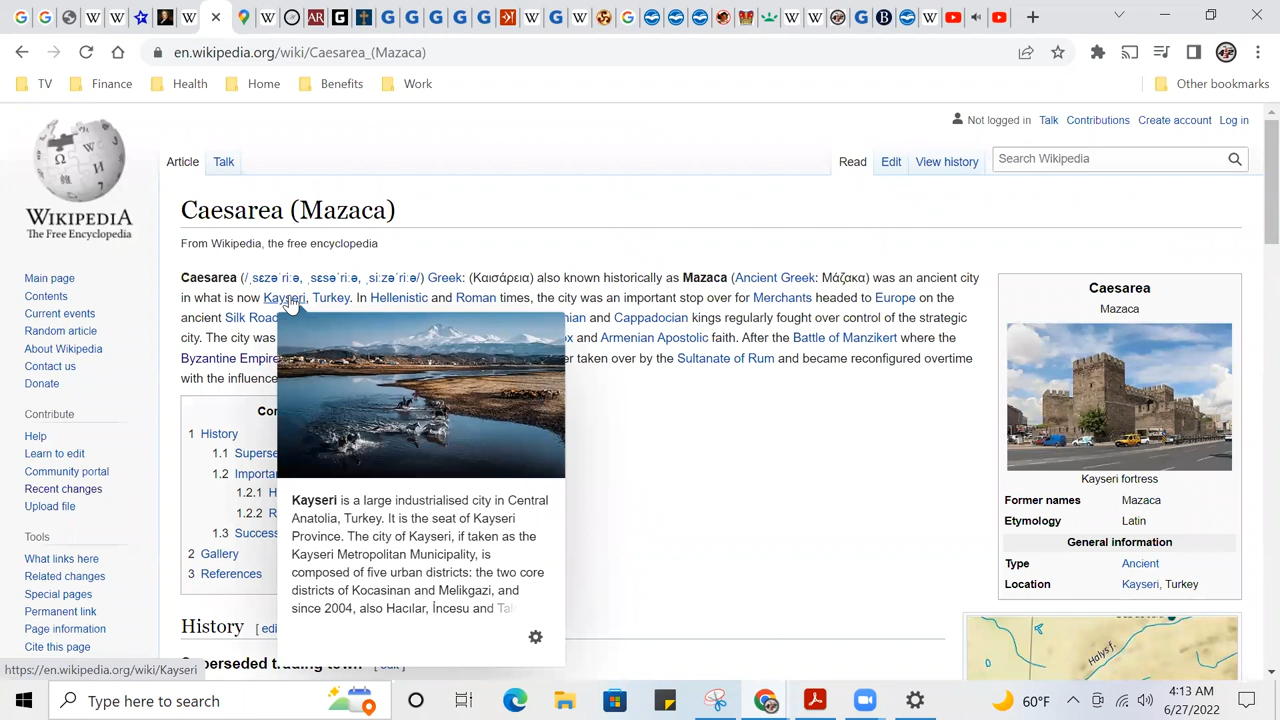 en.wikipedia.org/wiki/Caesarea_(Mazaca)
TV
Finance
Health
Home
Benefits
Work
Other bookmarks
Not logged in Talk Contributions Create account Log in
WIKIPEDIA
The Free Encyclopedia
Article Talk
Read Edit View history
Search Wikipedia
Main page
Contents
Current events
Random article
About Wikipedia
Contact us
Donate
Contribute
Help
Learn to edit
Community portal
Recent changes
Upload file
Tools
What links here
Related changes
Special pages
Permanent link
Page information
Cite this page
Caesarea (Mazaca)
From Wikipedia, the free encyclopedia
Caesarea (/ˌsɛzəˈriːə, ˌsɛsəˈriːə, ˌsiːzəˈriːə/) Greek: (Καισάρεια) also known historically as Mazaca (Ancient Greek: Μάζακα) was an ancient city
in what is now Kayseri, Turkey. In Hellenistic and Roman times, the city was an important stop over for Merchants headed to Europe on the
ancient Silk Road and Cappadocian kings regularly fought over control of the strategic
city. The city was and Armenian Apostolic faith. After the Battle of Manzikert where the
Byzantine Empire taken over by the Sultanate of Rum and became reconfigured overtime
with the influence
1 History
1.1
1.2
1.2.1
1.2.2
1.3
2 Gallery
3 References
Kayseri is a large industrialised city in Central
Anatolia, Turkey. It is the seat of Kayseri
Province. The city of Kayseri, if taken as the
Kayseri Metropolitan Municipality, is
composed of five urban districts: the two core
districts of Kocasinan and Melikgazi, and
since 2004, also Hacılar, İncesu and
History
trading town
Caesarea
Mazaca
Kayseri fortress
Former names Mazaca
Etymology Latin
General information
Type Ancient
Location Kayseri, Turkey
Halys f.
https://en.wikipedia.org/wiki/Kayseri
Type here to search
60°F
4:13 AM
6/27/2022